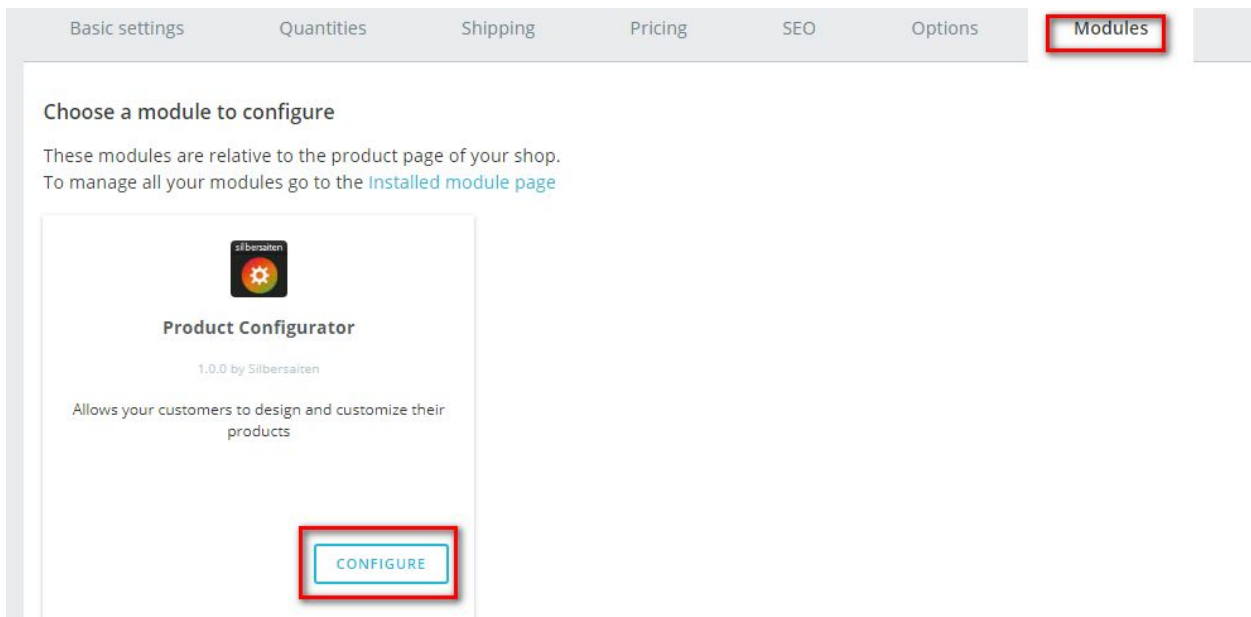 Basic settings Quantities Shipping Pricing SEO Options Modules
Choose a module to configure
These modules are relative to the product page of your shop.
To manage all your modules go to the Installed module page
silbersaiten
Product Configurator
1.0.0 by Silbersaiten
Allows your customers to design and customize their
products
CONFIGURE